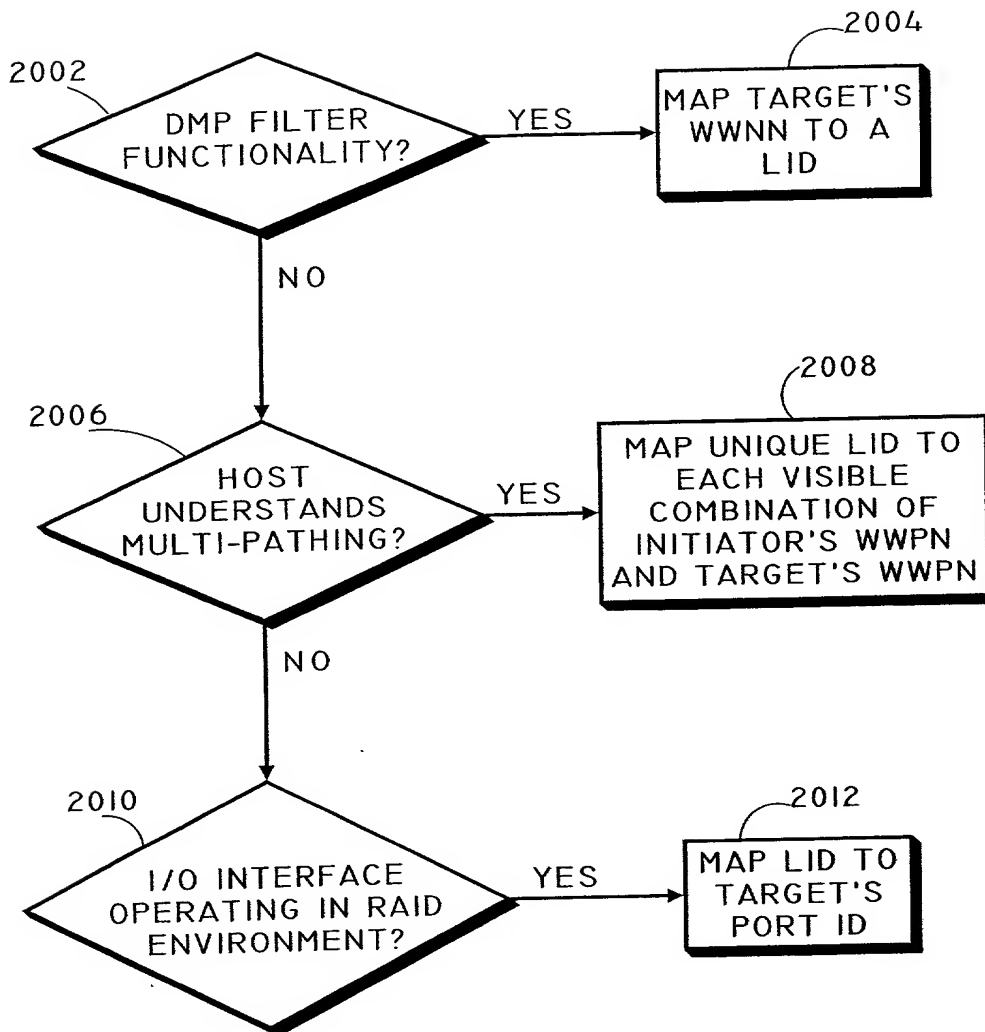 2002
DMP FILTER
FUNCTIONALITY?
YES
2004
MAP TARGET'S
WWNN TO A
LID
NO
2006
HOST
UNDERSTANDS
MULTI-PATHING?
YES
2008
MAP UNIQUE LID TO
EACH VISIBLE
COMBINATION OF
INITIATOR'S WWPN
AND TARGET'S WWPN
NO
2010
I/O INTERFACE
OPERATING IN RAID
ENVIRONMENT?
YES
2012
MAP LID TO
TARGET'S
PORT ID